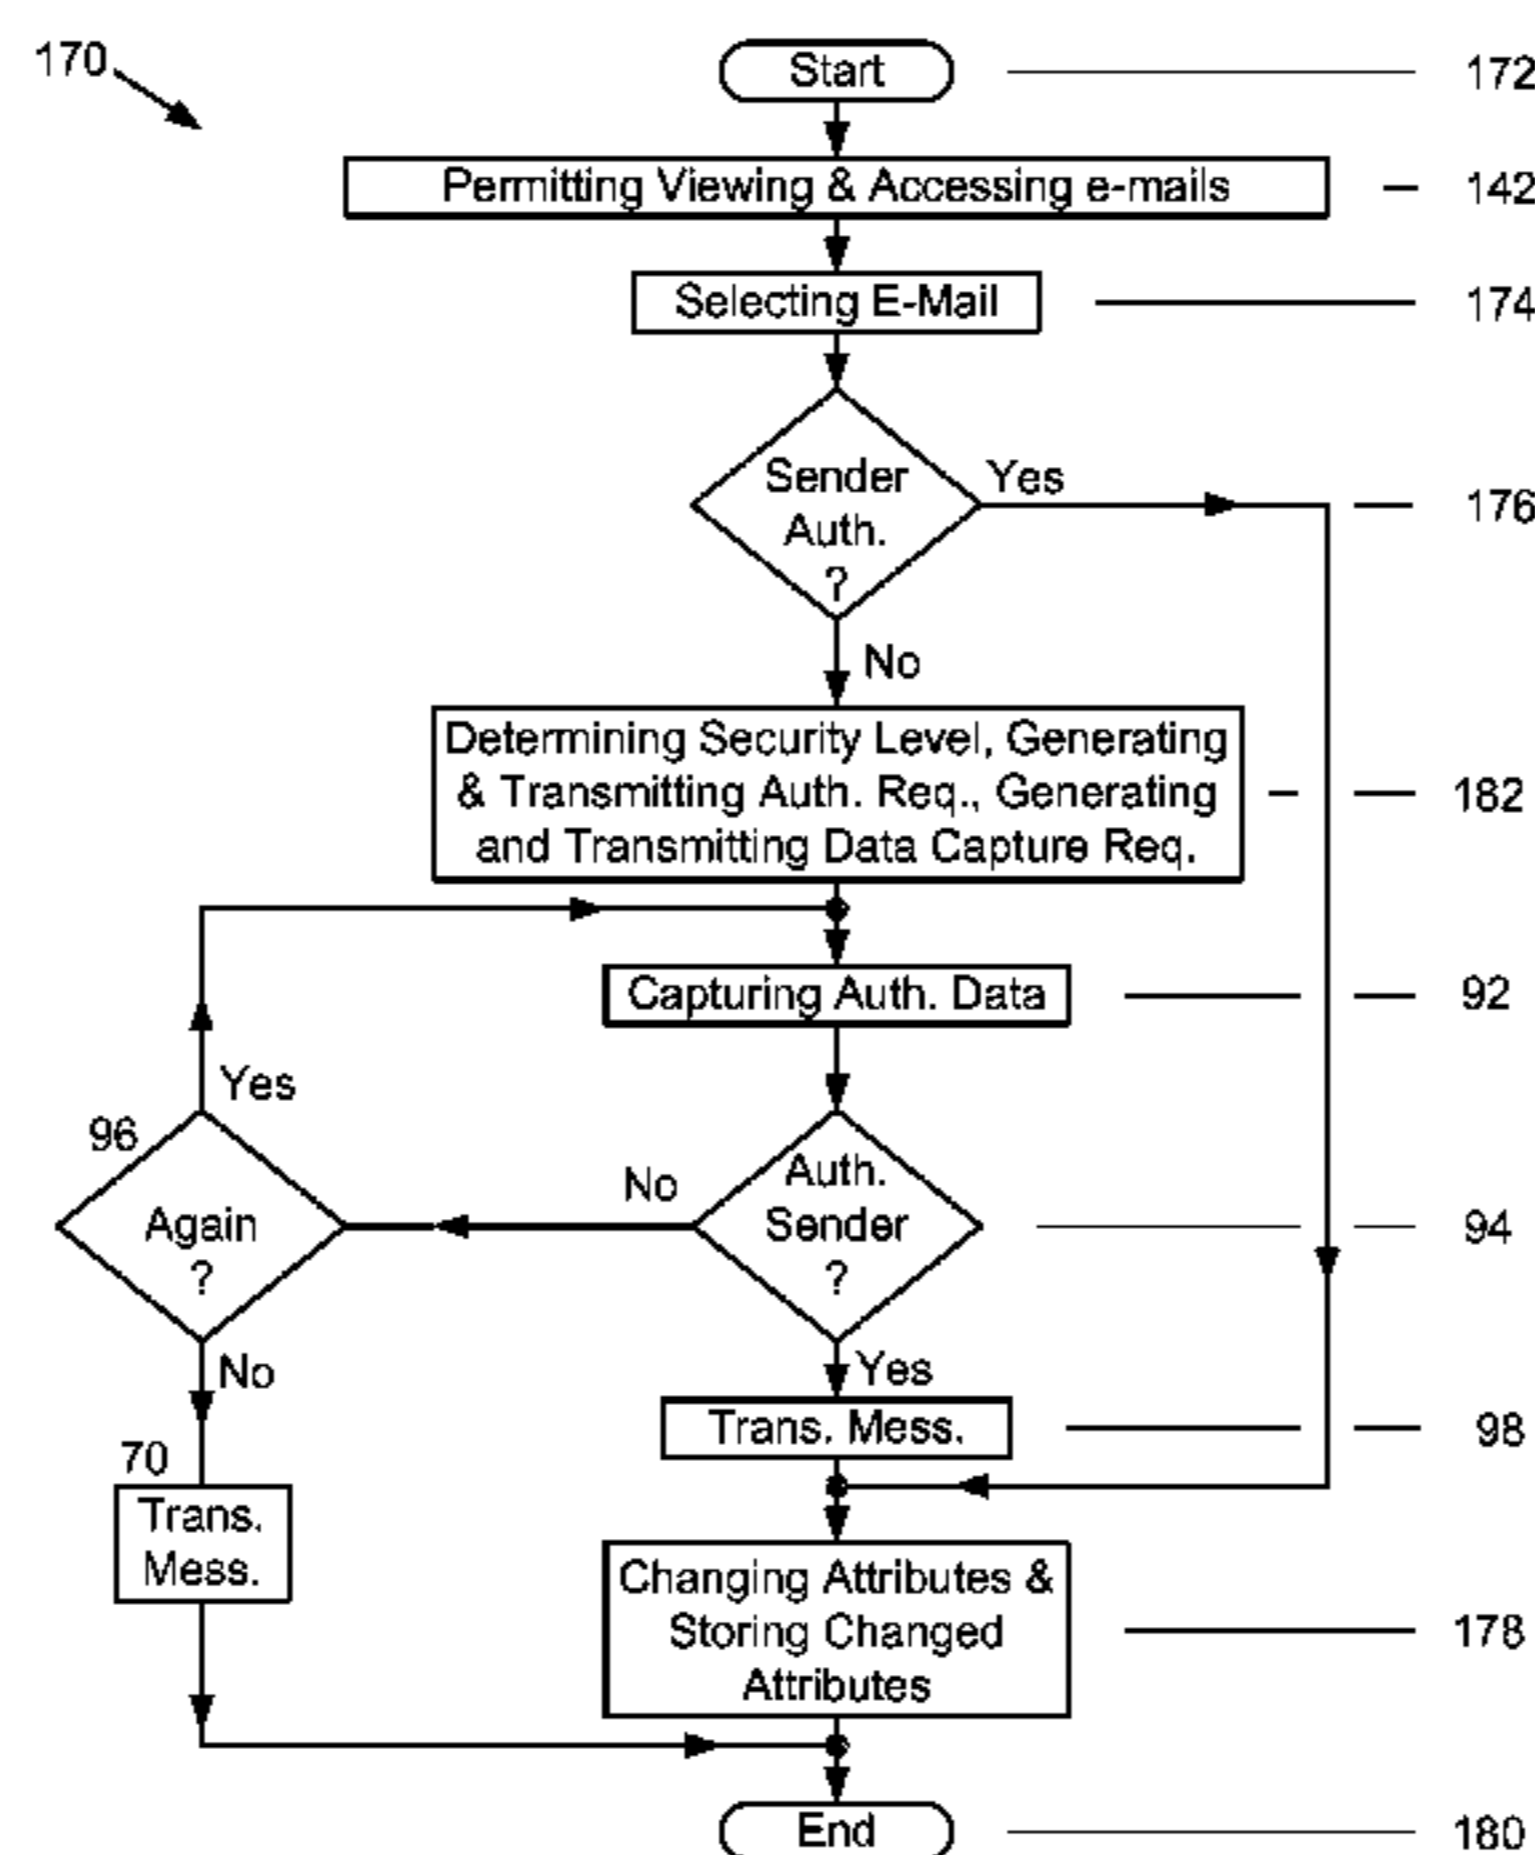 170
Start
172
Permitting Viewing & Accessing e-mails
142
Selecting E-Mail
174
Sender
Auth.
?
Yes
176
No
Determining Security Level, Generating
& Transmitting Auth. Req., Generating
and Transmitting Data Capture Req.
182
Capturing Auth. Data
92
Yes
96
Again
?
No
Auth.
Sender
?
94
No
Yes
Trans. Mess.
98
70
Trans.
Mess.
Changing Attributes &
Storing Changed
Attributes
178
End
180